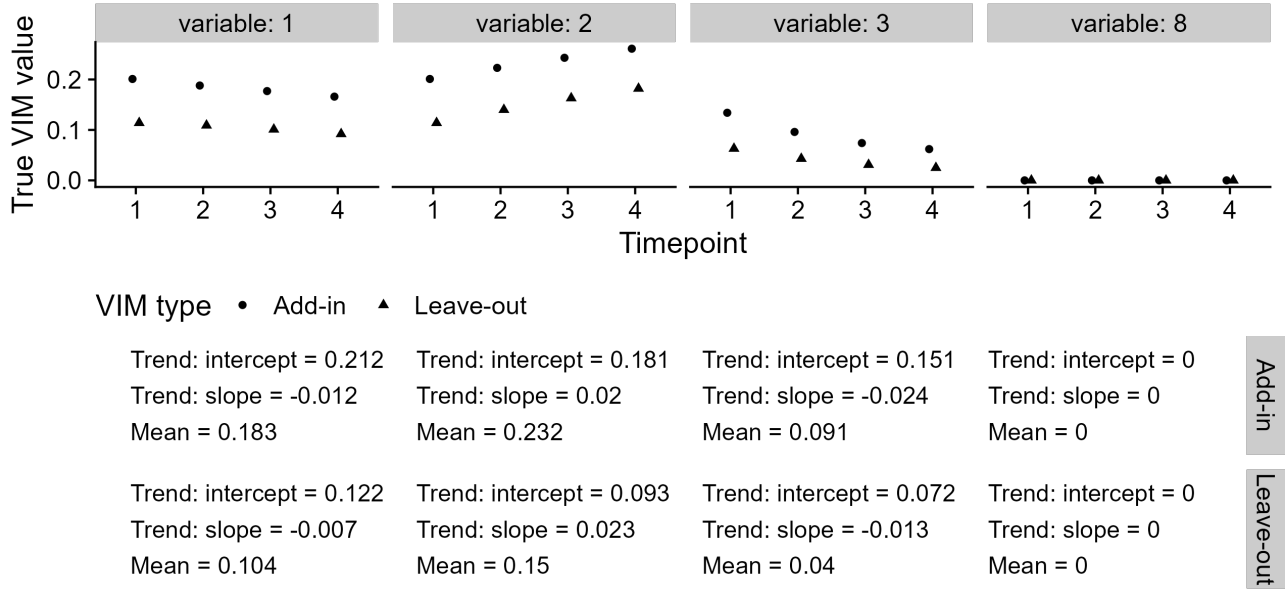 variable: 1 variable: 2 variable: 3 variable: 8
True VIM value
0.2
0.1
0.0
1 2 3 4 1 2 3 4 1 2 3 4 1 2 3 4
Timepoint
VIM type Add-in Leave-out
Trend: intercept = 0.212 Trend: intercept = 0.181 Trend: intercept = 0.151 Trend: intercept = 0
Trend: slope = -0.012 Trend: slope = 0.02 Trend: slope = -0.024 Trend: slope = 0
Mean = 0.183 Mean = 0.232 Mean = 0.091 Mean = 0
Add-in
Trend: intercept = 0.122 Trend: intercept = 0.093 Trend: intercept = 0.072 Trend: intercept = 0
Trend: slope = -0.007 Trend: slope = 0.023 Trend: slope = -0.013 Trend: slope = 0
Mean = 0.104 Mean = 0.15 Mean = 0.04 Mean = 0
Leave-out